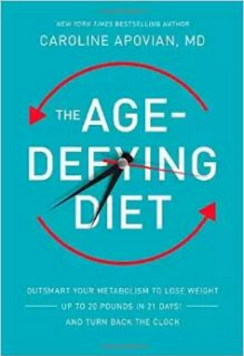 NEW YORK TIMES BESTSELLING AUTHOR
CAROLINE APOVIAN, MD
THE AGE-
DEFYING
DIET
OUTSMART YOUR METABOLISM TO LOSE WEIGHT
UP TO 20 POUNDS IN 21 DAYS!
AND TURN BACK THE CLOCK